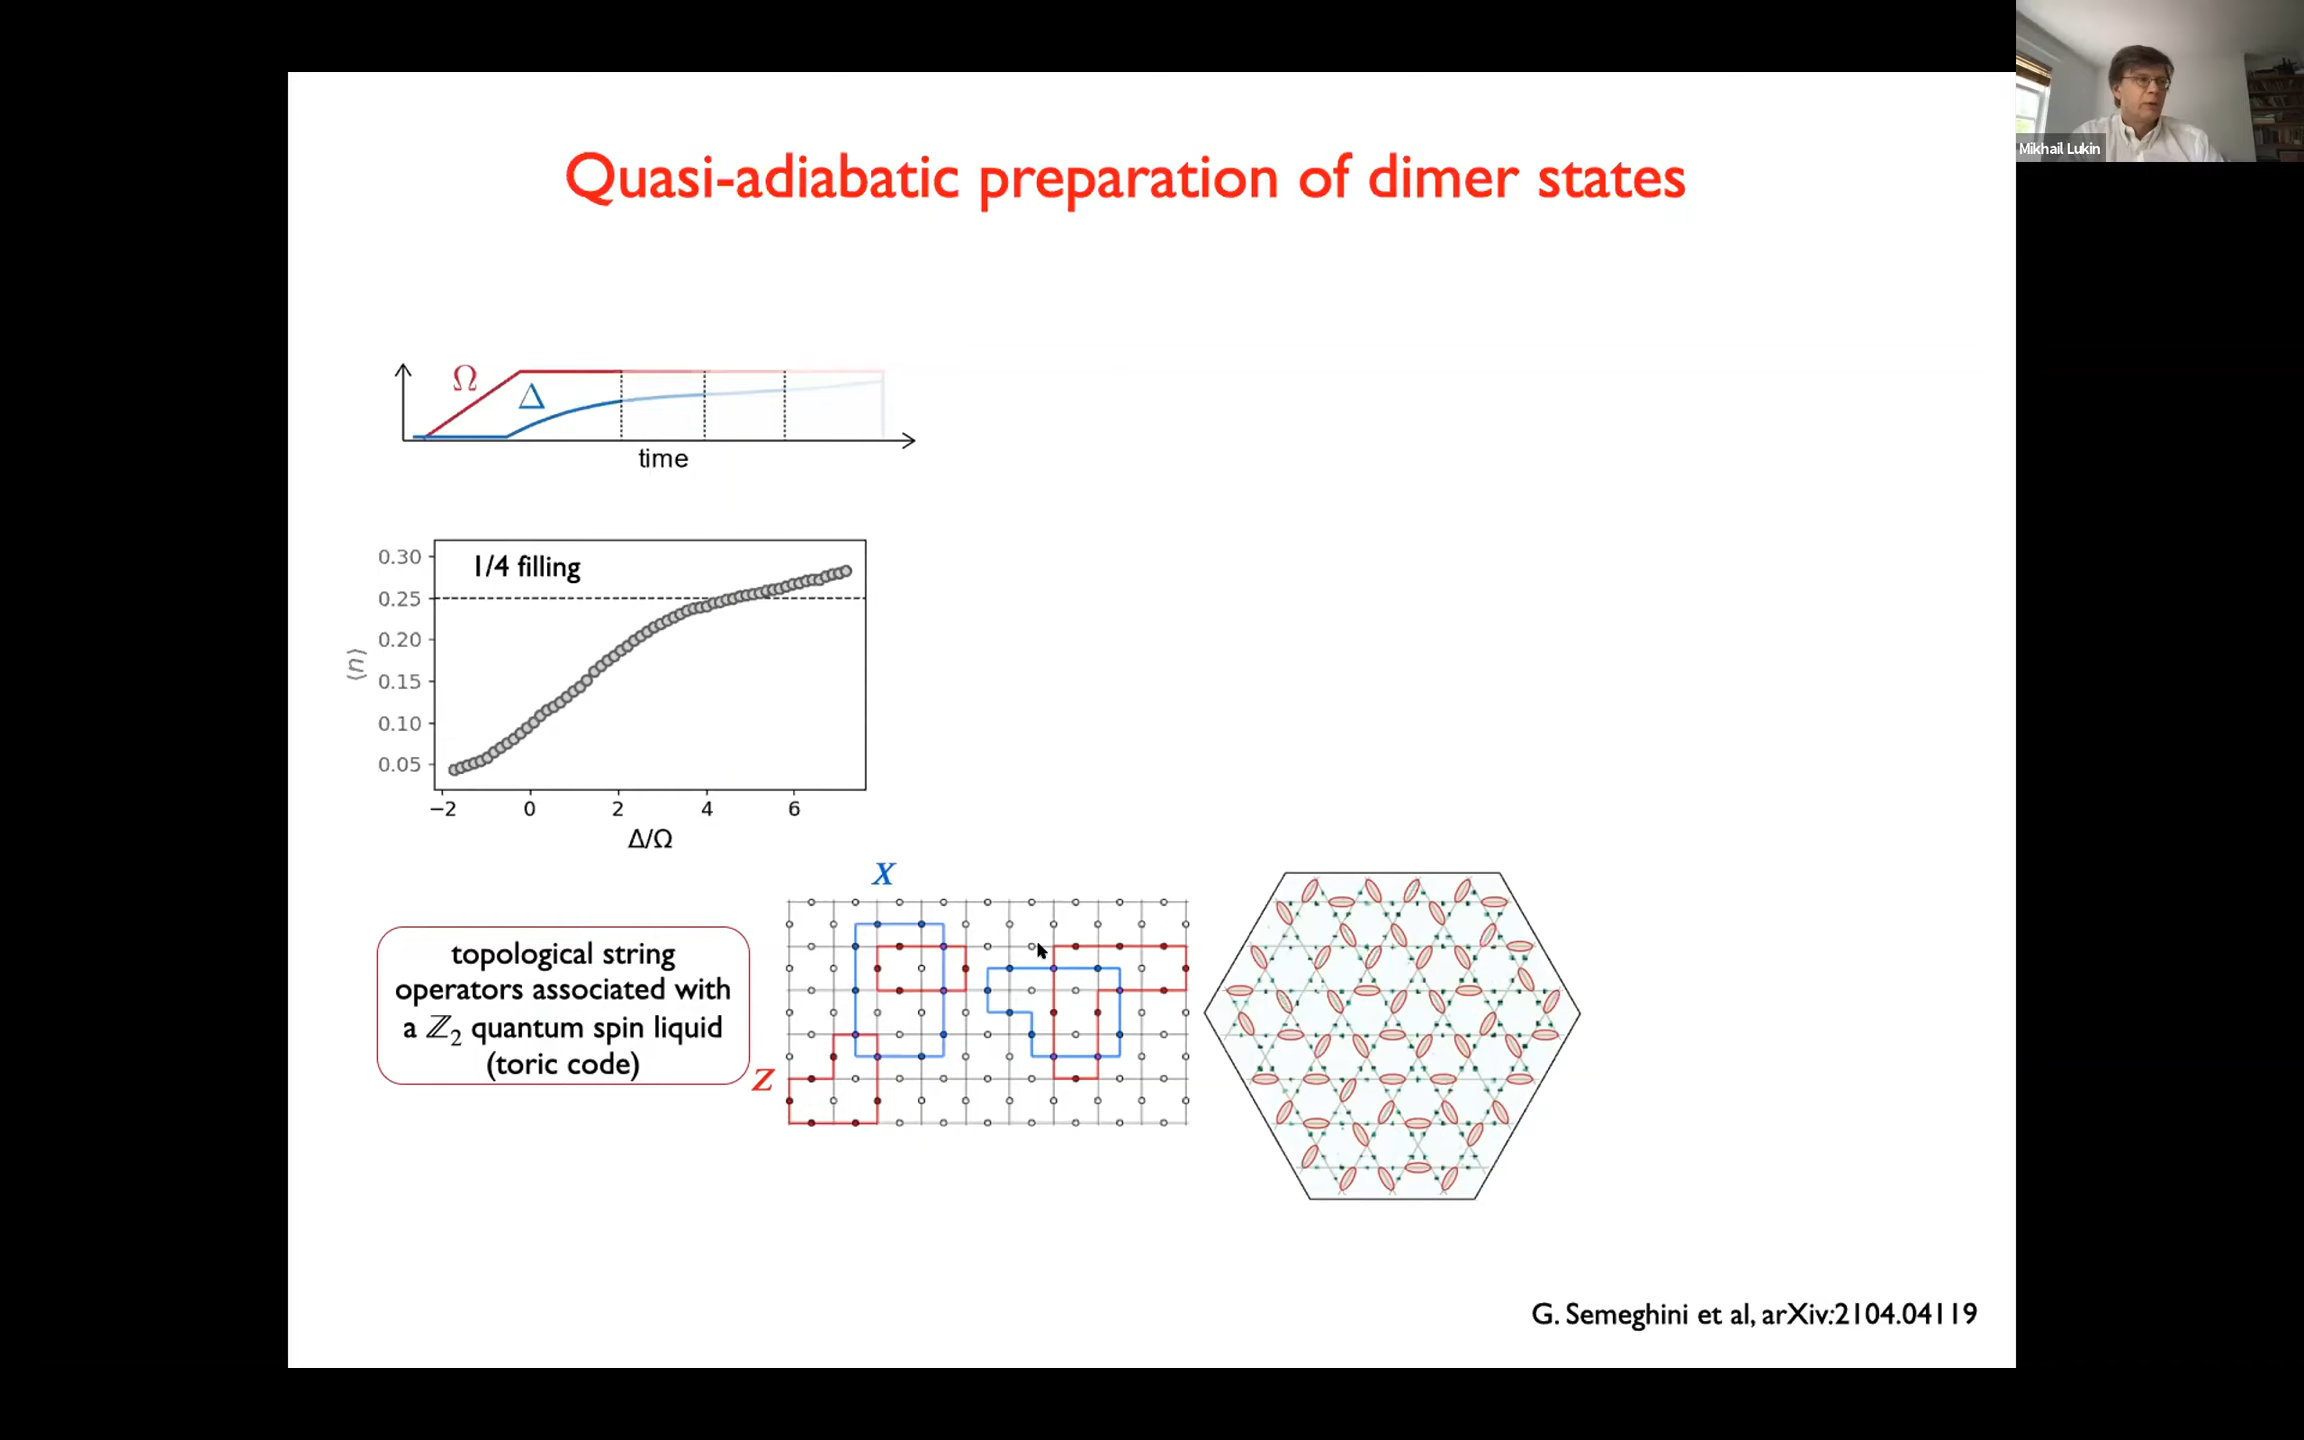 Mikhail Lukin
Quasi-adiabatic preparation of dimer states
Ω
Δ
time
1/4 filling
0.30
0.25
0.20
0.15
0.10
0.05
⟨n⟩
−2 0 2 4 6
Δ/Ω
topological string
operators associated with
a ℤ₂ quantum spin liquid
(toric code)
X
Z
G. Semeghini et al, arXiv:2104.04119